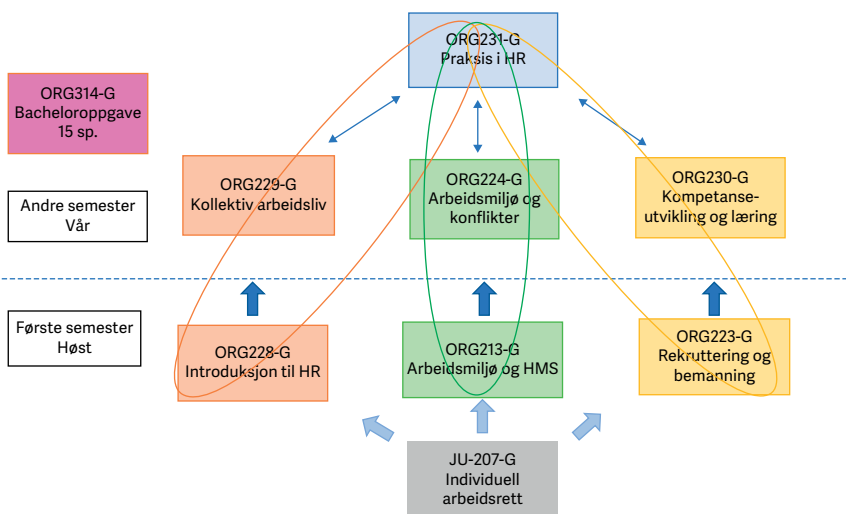 ORG231-G
Praksis i HR
ORG314-G
Bacheloroppgave
15 sp.
ORG229-G
Kollektiv arbeidsliv
ORG224-G
Arbeidsmiljø og
konflikter
ORG230-G
Kompetanse-
utvikling og læring
Andre semester
Vår
Første semester
Høst
ORG228-G
Introduksjon til HR
ORG213-G
Arbeidsmiljø og HMS
ORG223-G
Rekruttering og
bemanning
JU-207-G
Individuell
arbeidsrett